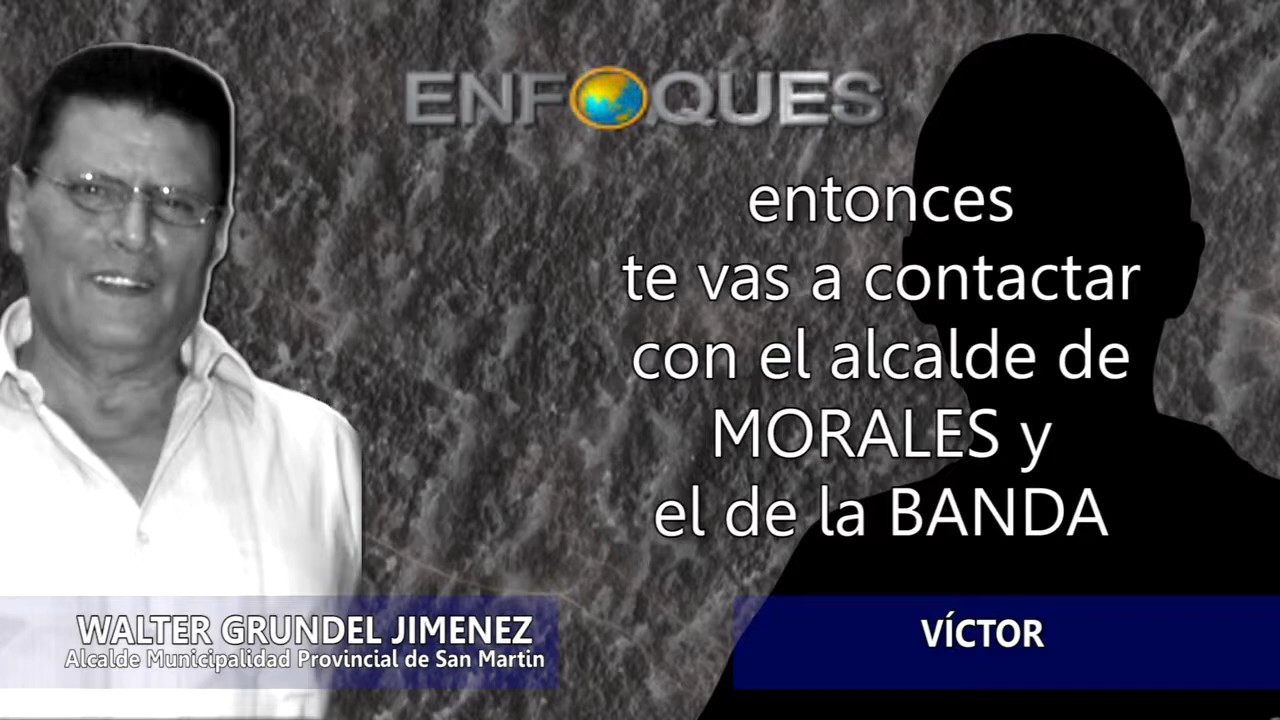 ENFOQUES
entonces
te vas a contactar
con el alcalde de
MORALES y
el de la BANDA
WALTER GRUNDEL JIMENEZ
Alcalde Municipalidad Provincial de San Martin
VÍCTOR